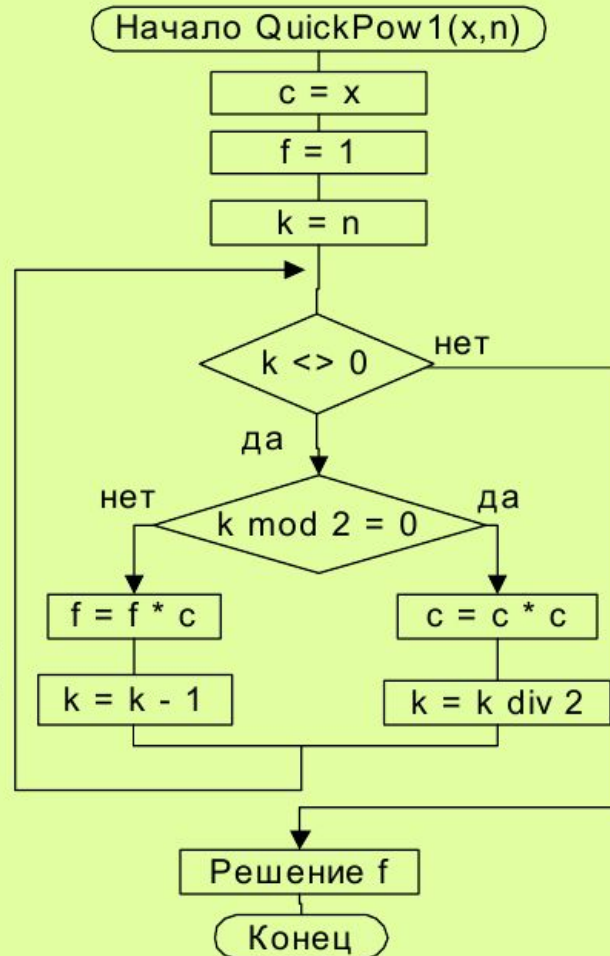 Начало QuickPow1(x,n)
c = x
f = 1
k = n
k <> 0
нет
да
k mod 2 = 0
нет
да
f = f * c
c = c * c
k = k - 1
k = k div 2
Решение f
Конец